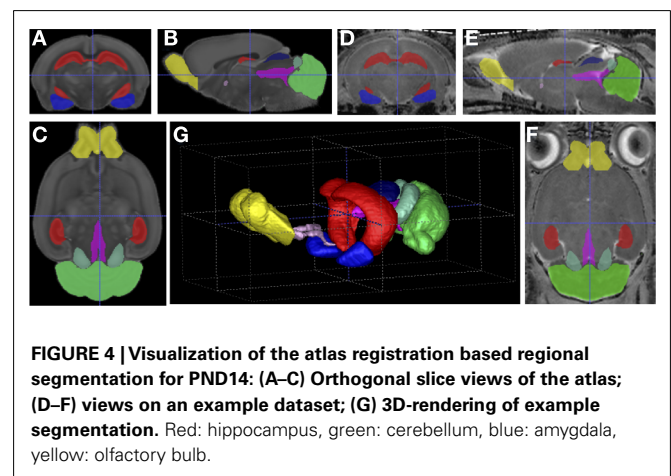 A B D E
C G F
FIGURE 4 | Visualization of the atlas registration based regional
segmentation for PND14: (A–C) Orthogonal slice views of the atlas;
(D–F) views on an example dataset; (G) 3D-rendering of example
segmentation. Red: hippocampus, green: cerebellum, blue: amygdala,
yellow: olfactory bulb.